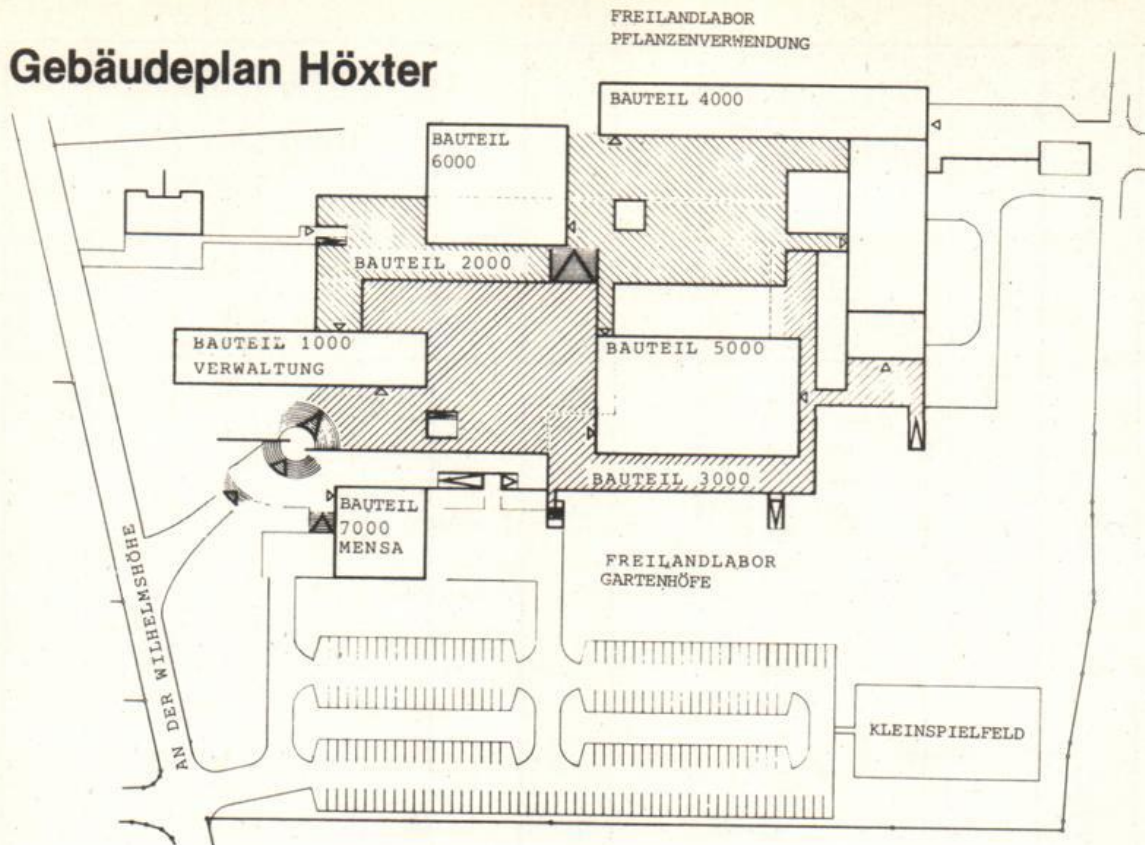 FREILANDLABOR
PFLANZENVERWENDUNG
Gebäudeplan Höxter
BAUTEIL 4000
BAUTEIL
6000
BAUTEIL 2000
BAUTEIL 1000
VERWALTUNG
BAUTEIL 5000
BAUTEIL 3000
BAUTEIL
7000
MENSA
FREILANDLABOR
GARTENHÖFE
AN DER WILHELMSHÖHE
KLEINSPIELFELD